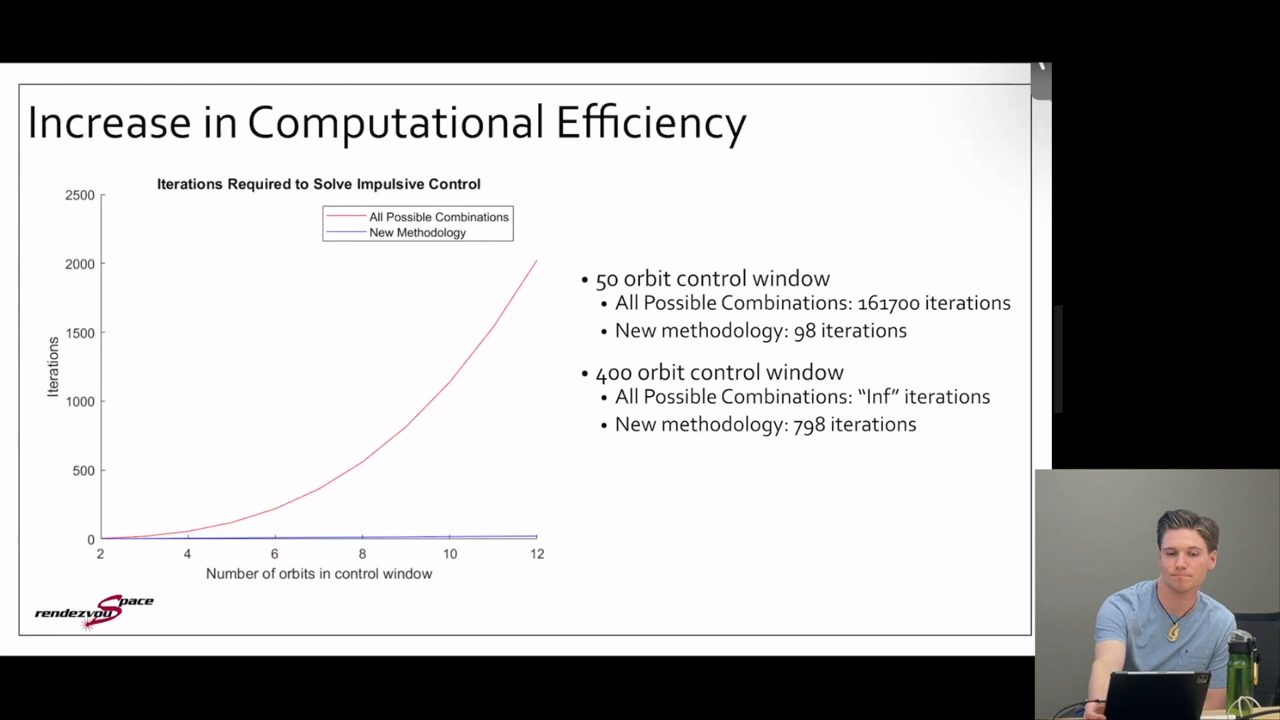 Increase in Computational Efficiency
Iterations Required to Solve Impulsive Control
2500
2000
1500
1000
500
0
Iterations
All Possible Combinations
New Methodology
2 4 6 8 10 12
Number of orbits in control window
• 50 orbit control window
• All Possible Combinations: 161700 iterations
• New methodology: 98 iterations
• 400 orbit control window
• All Possible Combinations: “Inf” iterations
• New methodology: 798 iterations
rendezvouSpace